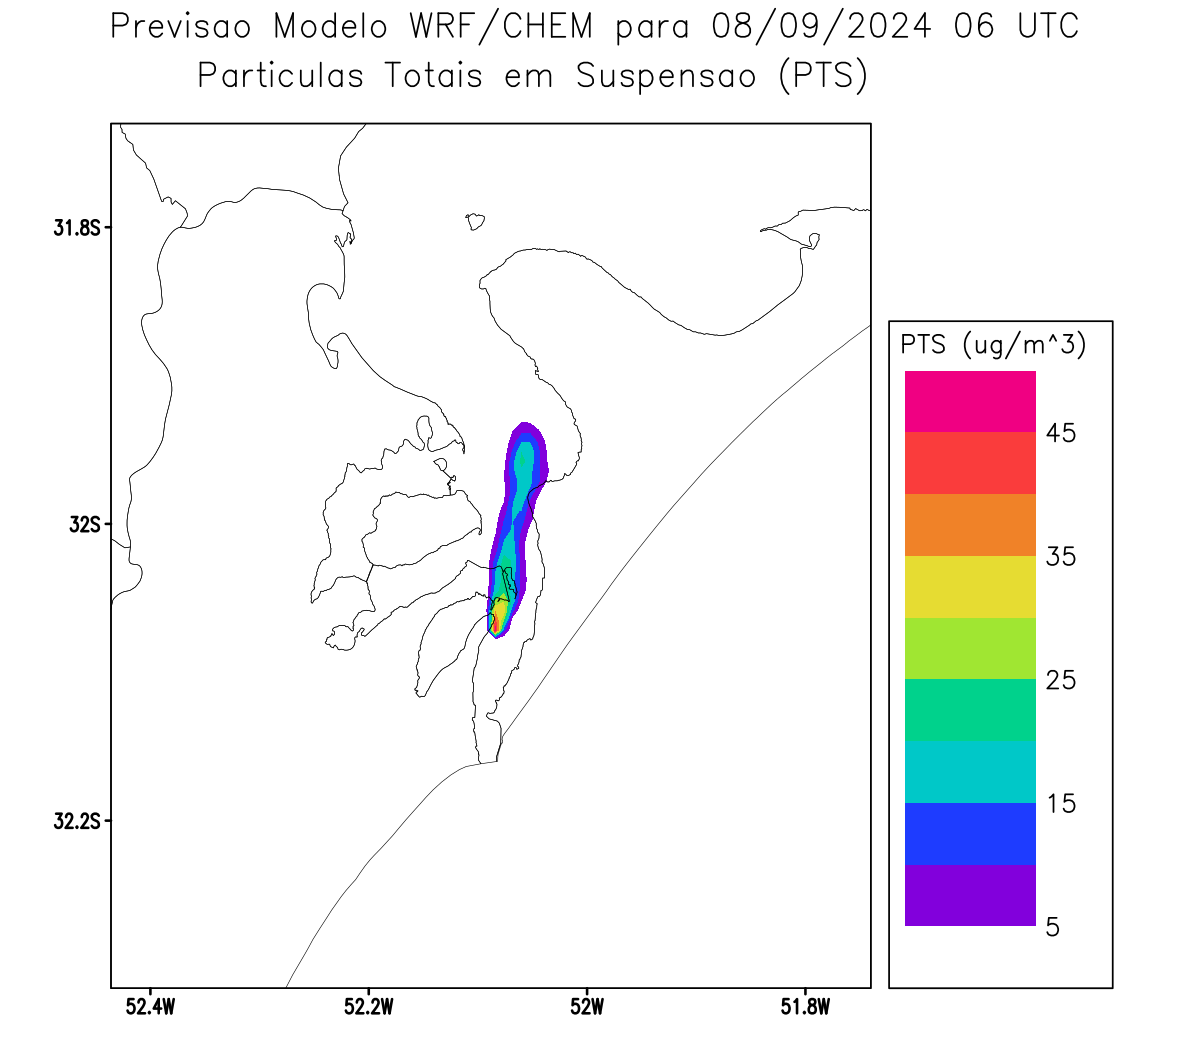 Previsao Modelo WRF/CHEM para 08/09/2024 06 UTC
Particulas Totais em Suspensao (PTS)
31.8S
32S
32.2S
52.4W
52.2W
52W
51.8W
PTS (ug/m^3)
45
35
25
15
5